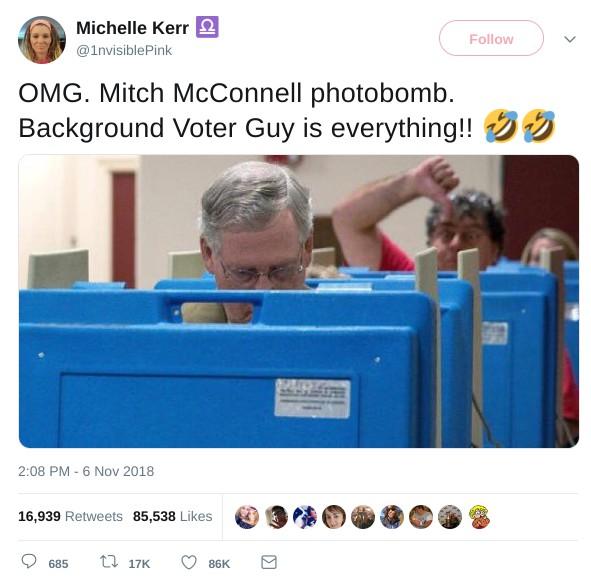 Michelle Kerr ♎
@1nvisiblePink
Follow
OMG. Mitch McConnell photobomb.
Background Voter Guy is everything!! 🤣🤣
2:08 PM - 6 Nov 2018
16,939 Retweets 85,538 Likes
685 17K 86K